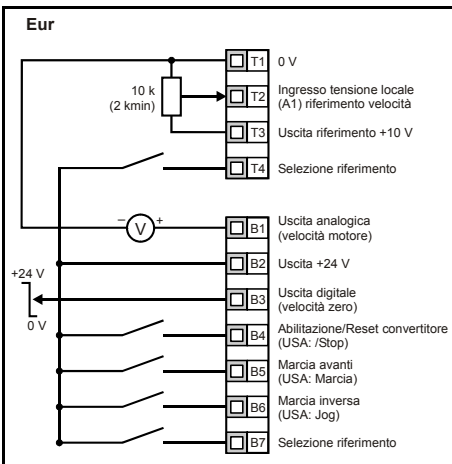 Eur
T1 0 V
10 k
(2 kmin)
T2 Ingresso tensione locale
(A1) riferimento velocità
T3 Uscita riferimento +10 V
T4 Selezione riferimento
– V +
B1 Uscita analogica
(velocità motore)
B2 Uscita +24 V
+24 V
0 V
B3 Uscita digitale
(velocità zero)
B4 Abilitazione/Reset convertitore
(USA: /Stop)
B5 Marcia avanti
(USA: Marcia)
B6 Marcia inversa
(USA: Jog)
B7 Selezione riferimento